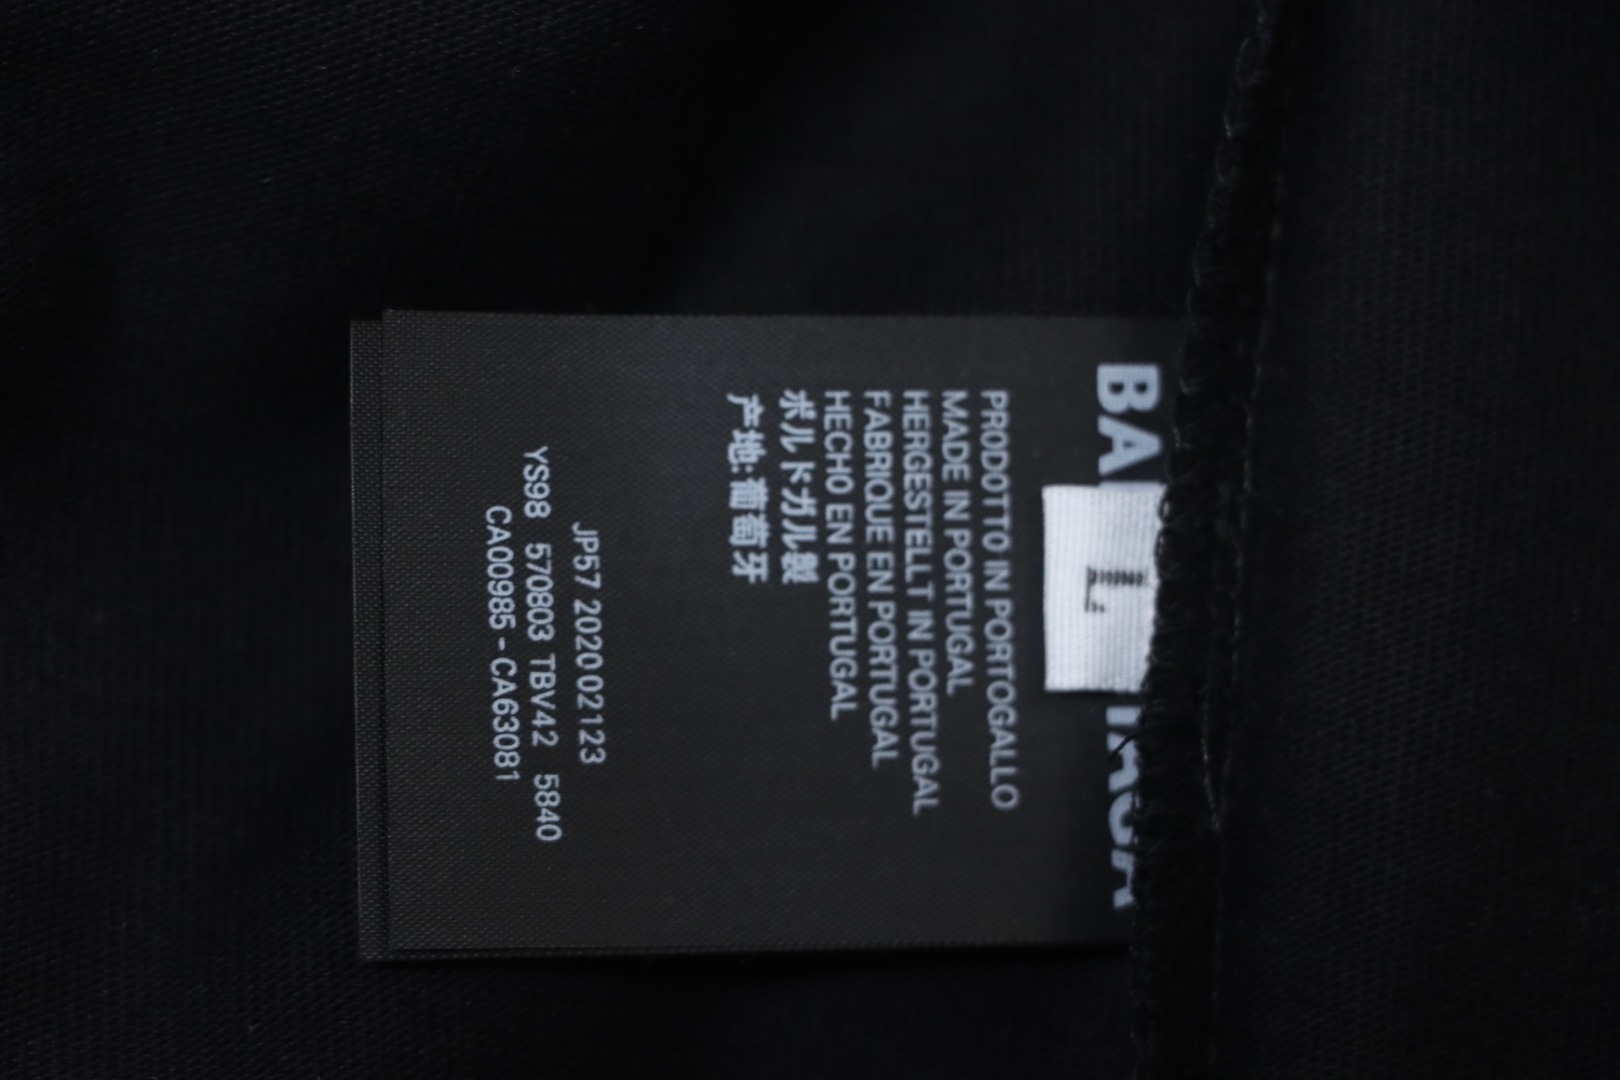 BAL
L
PRODOTTO IN PORTOGALLO
MADE IN PORTUGAL
HERGESTELLT IN PORTUGAL
FABRIQUE EN PORTUGAL
HECHO EN PORTUGAL
ポルトガル製
产地:葡萄牙
JP57 2020 02123
YS98 570803 TBV42 5840
CA00985-CA63081